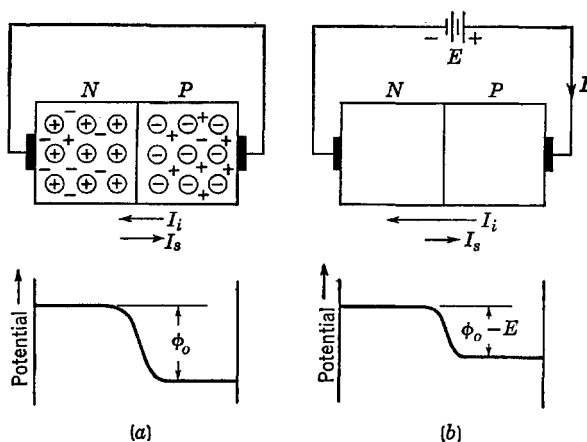 N P
I_i
I_s
Potential
φ_o
(a)
− +
E
I
N P
I_i
I_s
Potential
φ_o − E
(b)